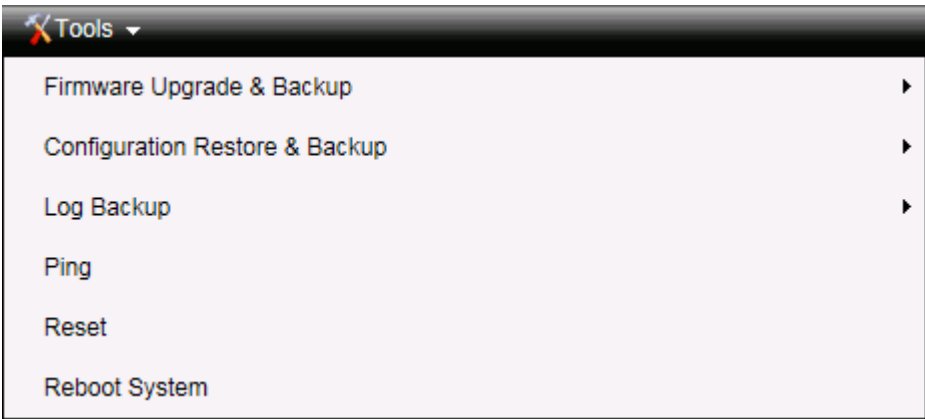 Tools
Firmware Upgrade & Backup
Configuration Restore & Backup
Log Backup
Ping
Reset
Reboot System